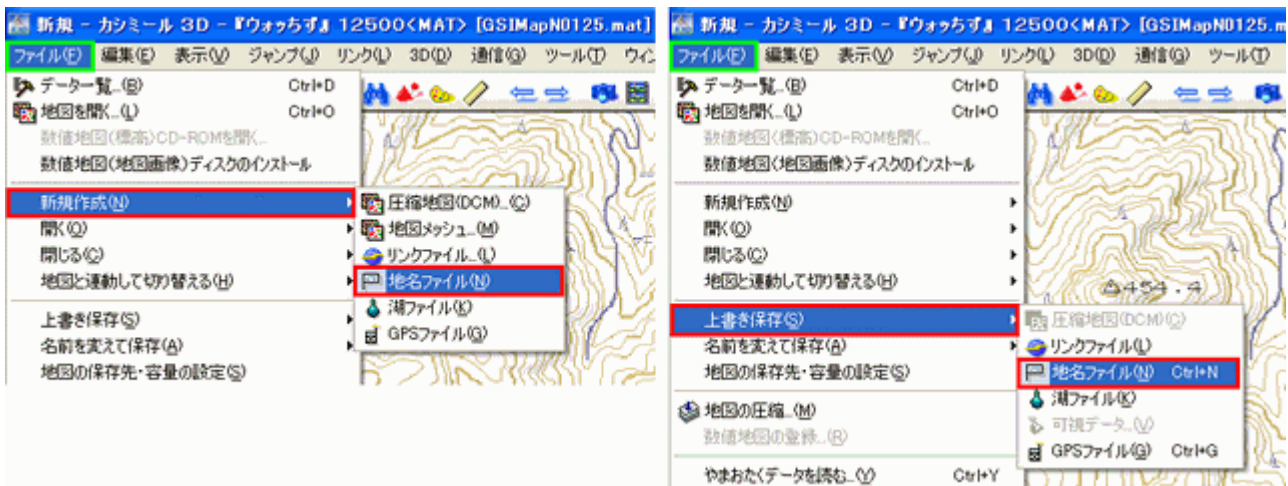 新規 - カシミール 3D - 『ウォッちず』 12500<MAT> [GSIMapN0125.mat]
ファイル(F) 編集(E) 表示(V) ジャンプ(J) リンク(L) 3D(D) 通信(G) ツール(T) ウィン
データ一覧...(B) Ctrl+D
地図を開く...(L) Ctrl+O
数値地図(標高)CD-ROMを開く...
数値地図(地図画像)ディスクのインストール
新規作成(N)
開く(O)
閉じる(C)
地図と連動して切り替える(H)
上書き保存(S)
名前を変えて保存(A)
地図の保存先・容量の設定(S)
圧縮地図(DCM)...(C)
地図メッシュ...(M)
リンクファイル...(L)
地名ファイル(N)
湖ファイル(K)
GPSファイル(G)
新規 - カシミール 3D - 『ウォッちず』 12500<MAT> [GSIMapN0125.m
ファイル(F) 編集(E) 表示(V) ジャンプ(J) リンク(L) 3D(D) 通信(G) ツール(T)
データ一覧...(B) Ctrl+D
地図を開く...(L) Ctrl+O
数値地図(標高)CD-ROMを開く...
数値地図(地図画像)ディスクのインストール
新規作成(N)
開く(O)
閉じる(C)
地図と連動して切り替える(H)
上書き保存(S)
名前を変えて保存(A)
地図の保存先・容量の設定(S)
地図の圧縮...(M)
数値地図の登録...(R)
やまおたくデータを読む...(Y) Ctrl+Y
454.4
圧縮地図(DCM)(C)
リンクファイル(L)
地名ファイル(N) Ctrl+N
湖ファイル(K)
可視データ...(V)
GPSファイル(G) Ctrl+G